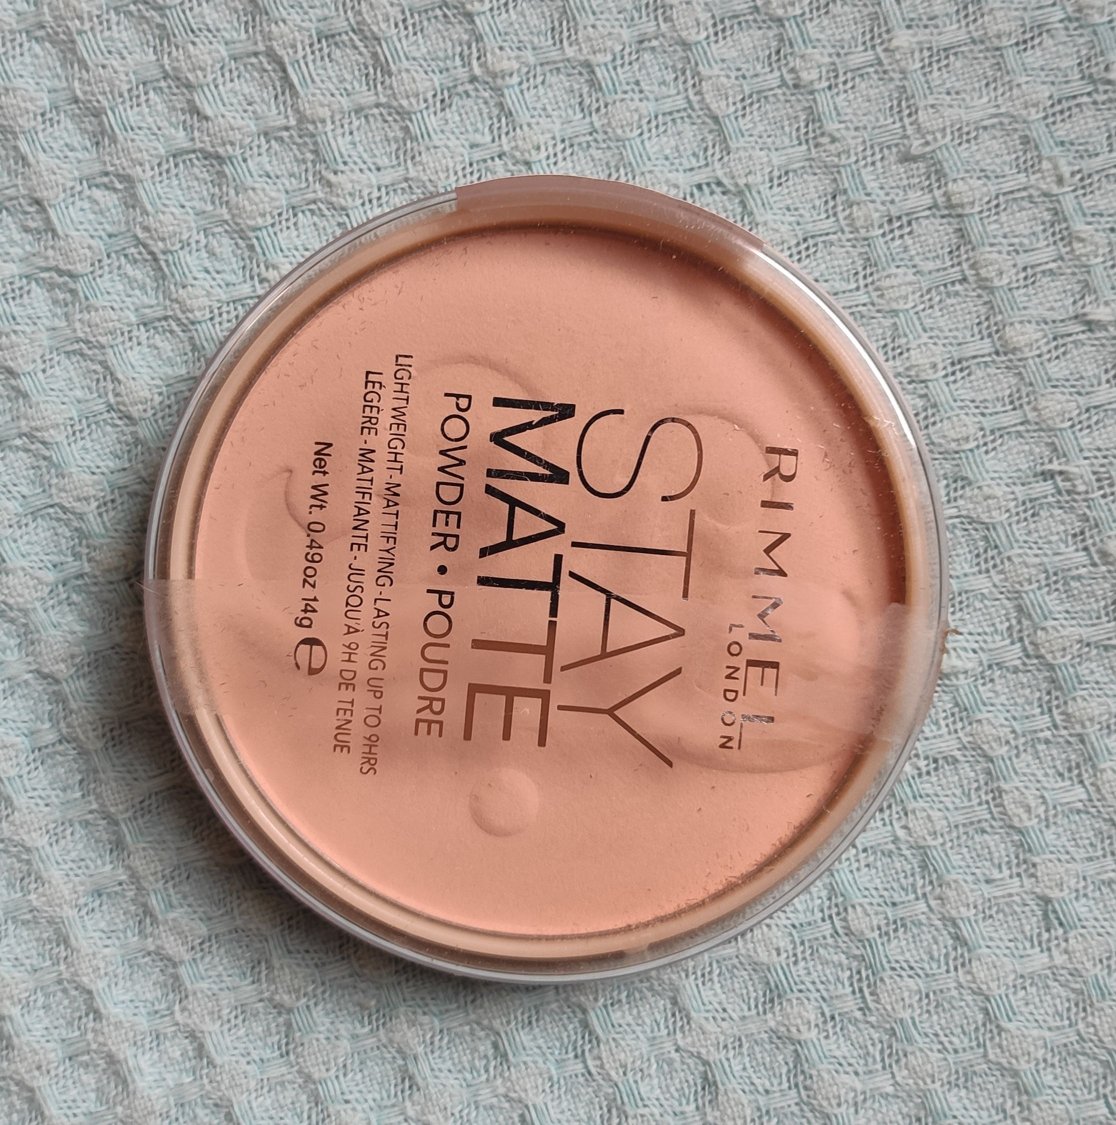 RIMMEL
LONDON
STAY
MATTE
POWDER • POUDRE
LIGHTWEIGHT - MATTIFYING - LASTING UP TO 9HRS
LÉGÈRE - MATIFIANTE - JUSQU'À 9H DE TENUE
Net Wt. 0.49oz 14g ℮